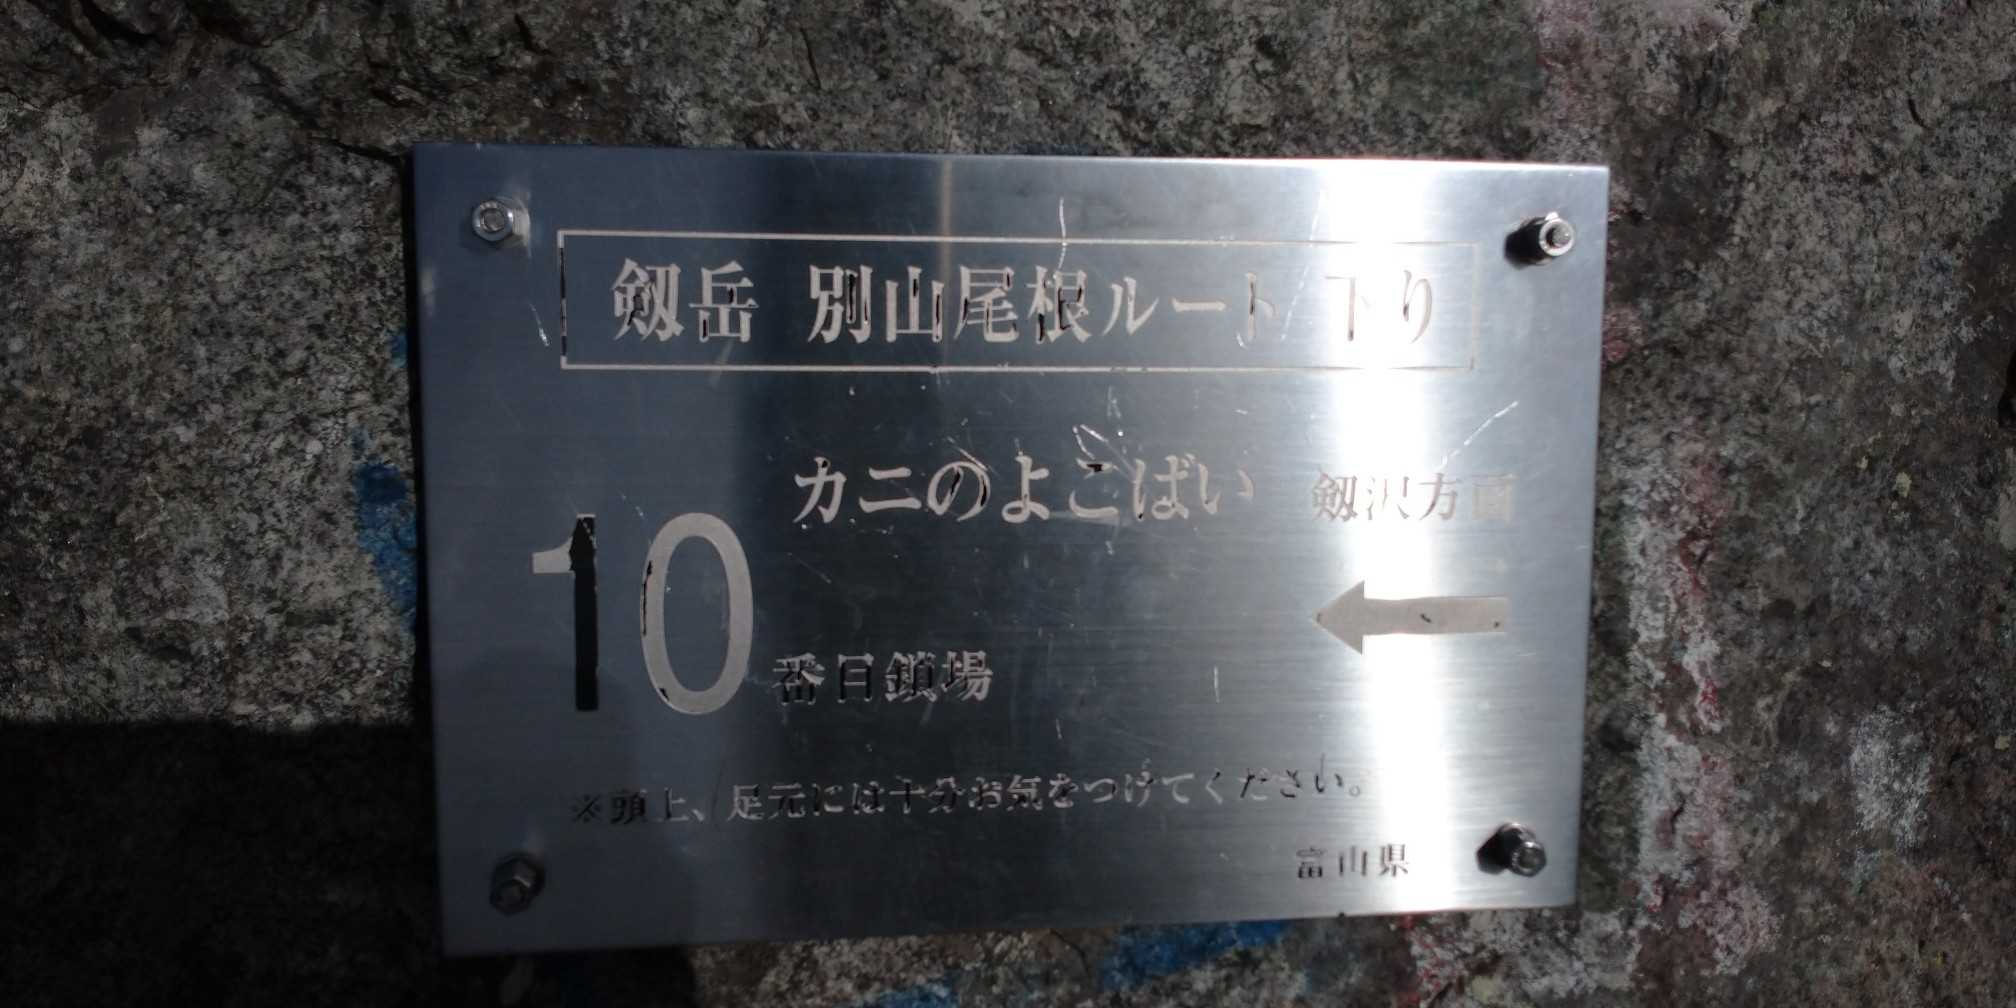 剱岳 別山尾根ルート 下り
カニのよこばい
剱沢方面
10番目鎖場
※頭上、足元には十分お気をつけてください。
富山県